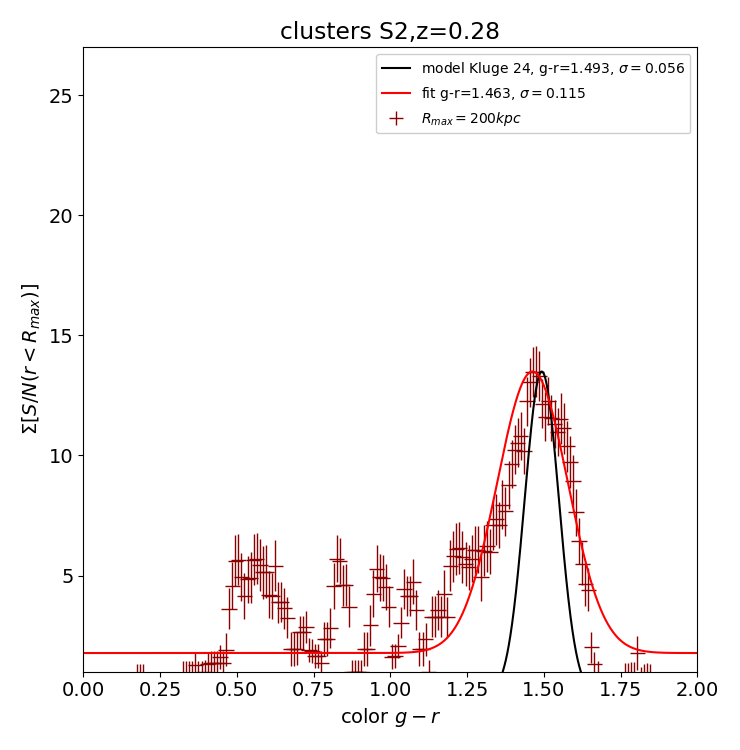 clusters S2,z=0.28
model Kluge 24, g-r=1.493, σ = 0.056
fit g-r=1.463, σ = 0.115
R_max = 200kpc
25
20
15
10
5
Σ[S/N(r < R_max)]
0.00 0.25 0.50 0.75 1.00 1.25 1.50 1.75 2.00
color g − r